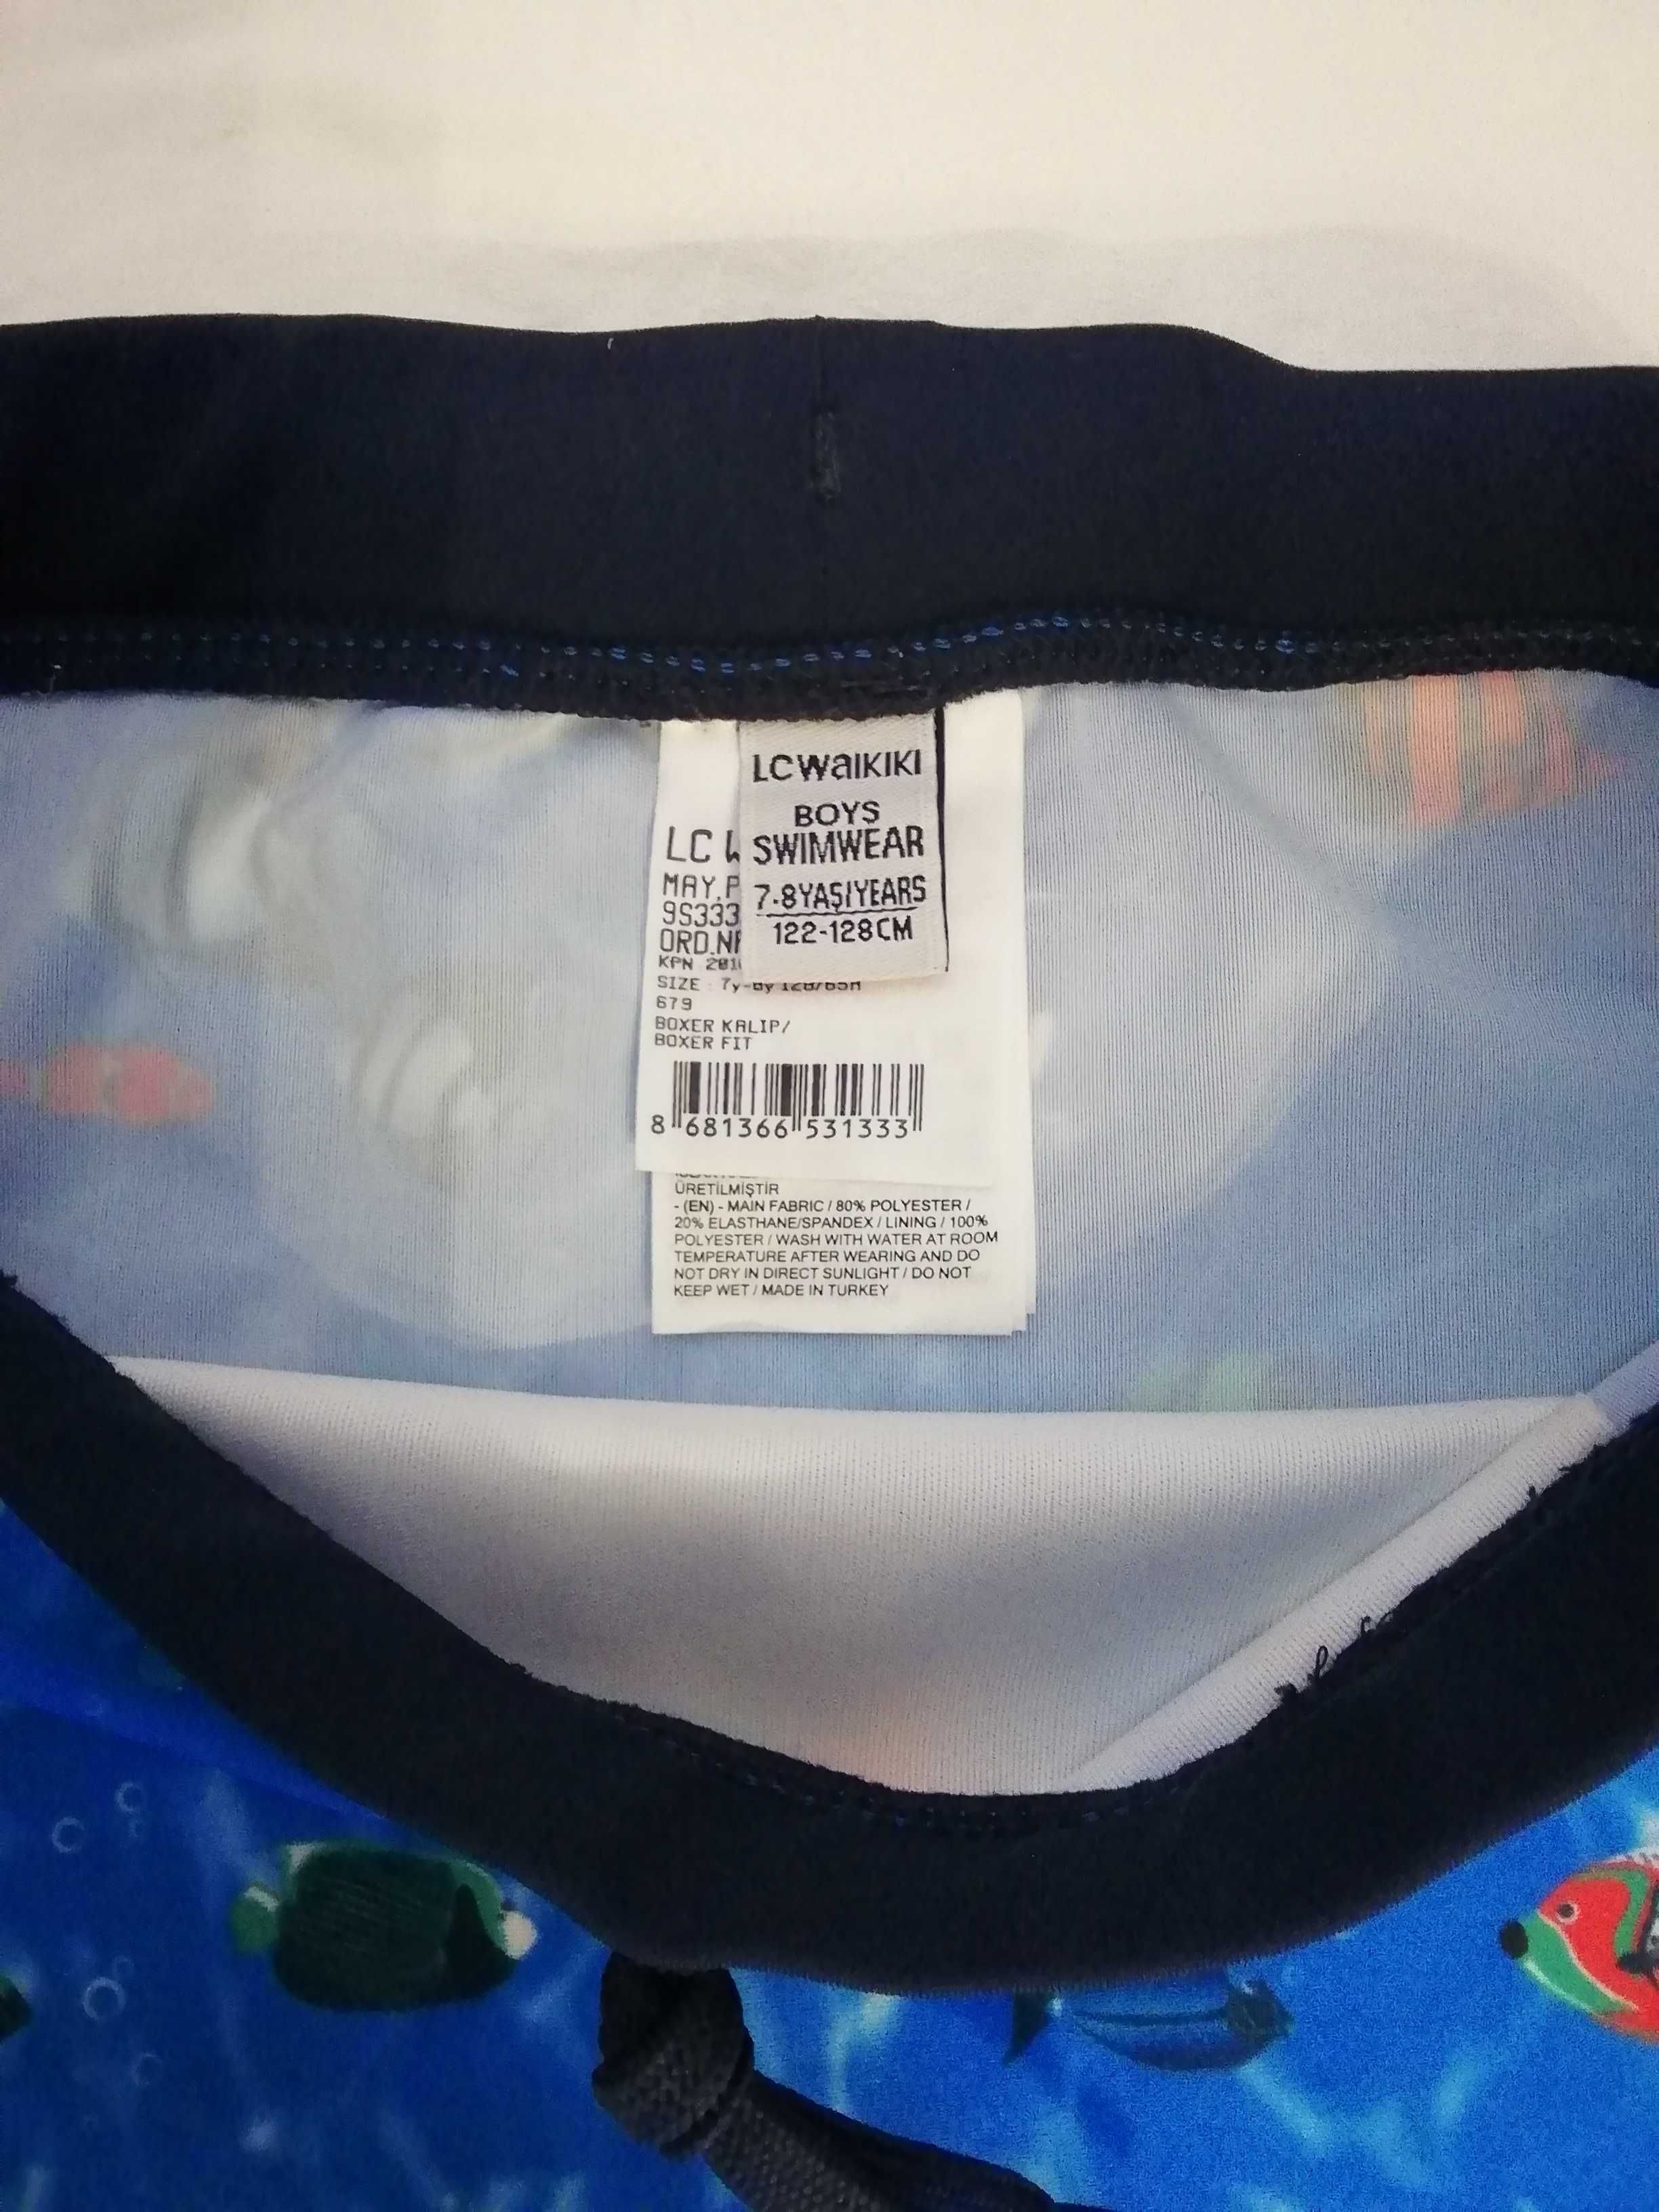 LCWAIKIKI
BOYS
SWIMWEAR
7-8YAŞ/YEARS
122-128CM
LC
MAY.P
9S333
ORD.
KPN 201
SIZE : 7y-8y
679
BOXER KALIP/
BOXER FIT
8 681366 531333
ÜRETİLMİŞTİR
- (EN) - MAIN FABRIC / 80% POLYESTER /
20% ELASTHANE/SPANDEX / LINING / 100%
POLYESTER / WASH WITH WATER AT ROOM
TEMPERATURE AFTER WEARING AND DO
NOT DRY IN DIRECT SUNLIGHT / DO NOT
KEEP WET / MADE IN TURKEY